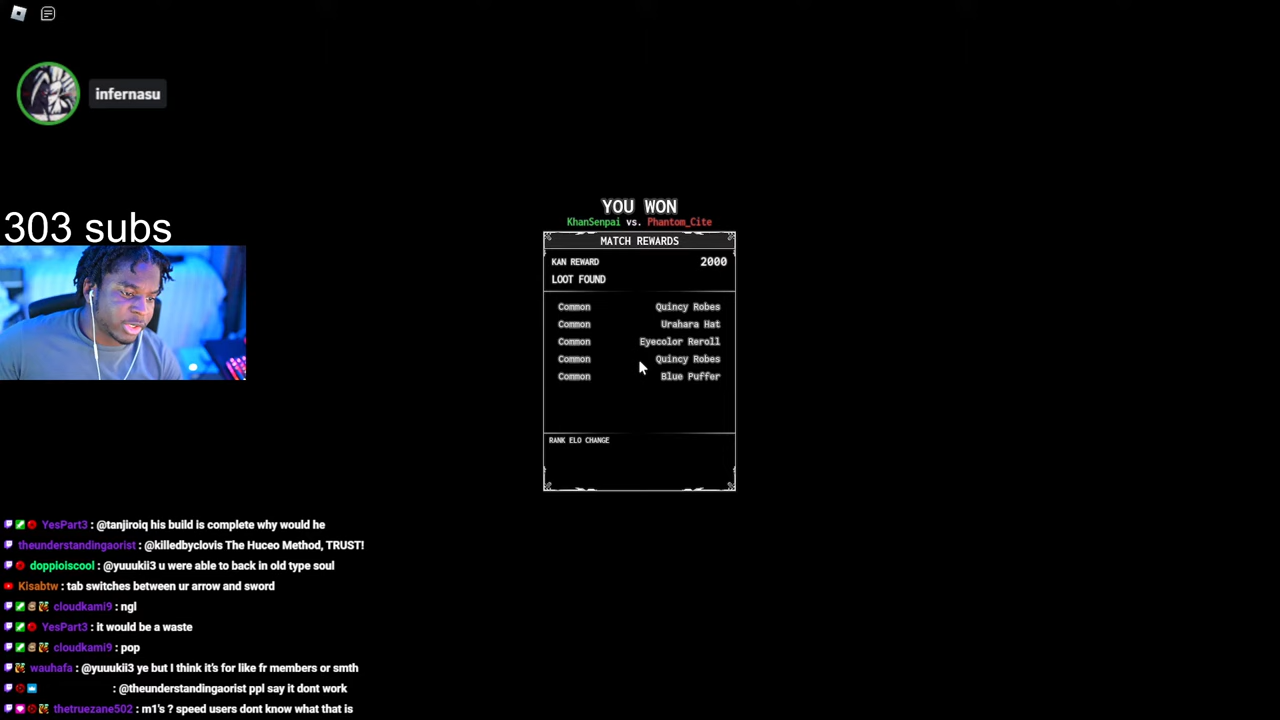 infernasu
303 subs
YOU WON
KhanSenpai vs. Phantom_Cite
MATCH REWARDS
KAN REWARD 2000
LOOT FOUND
Common Quincy Robes
Common Urahara Hat
Common Eyecolor Reroll
Common Quincy Robes
Common Blue Puffer
RANK ELO CHANGE
YesPart3 : @tanjiroiq his build is complete why would he
theunderstandingaorist : @killedbyclovis The Huceo Method, TRUST!
doppioiscool : @yuuukii3 u were able to back in old type soul
Kisabtw : tab switches between ur arrow and sword
cloudkami9 : ngl
YesPart3 : it would be a waste
cloudkami9 : pop
wauhafa : @yuuukii3 ye but I think it's for like fr members or smth
: @theunderstandingaorist ppl say it dont work
thetruezane502 : m1's ? speed users dont know what that is